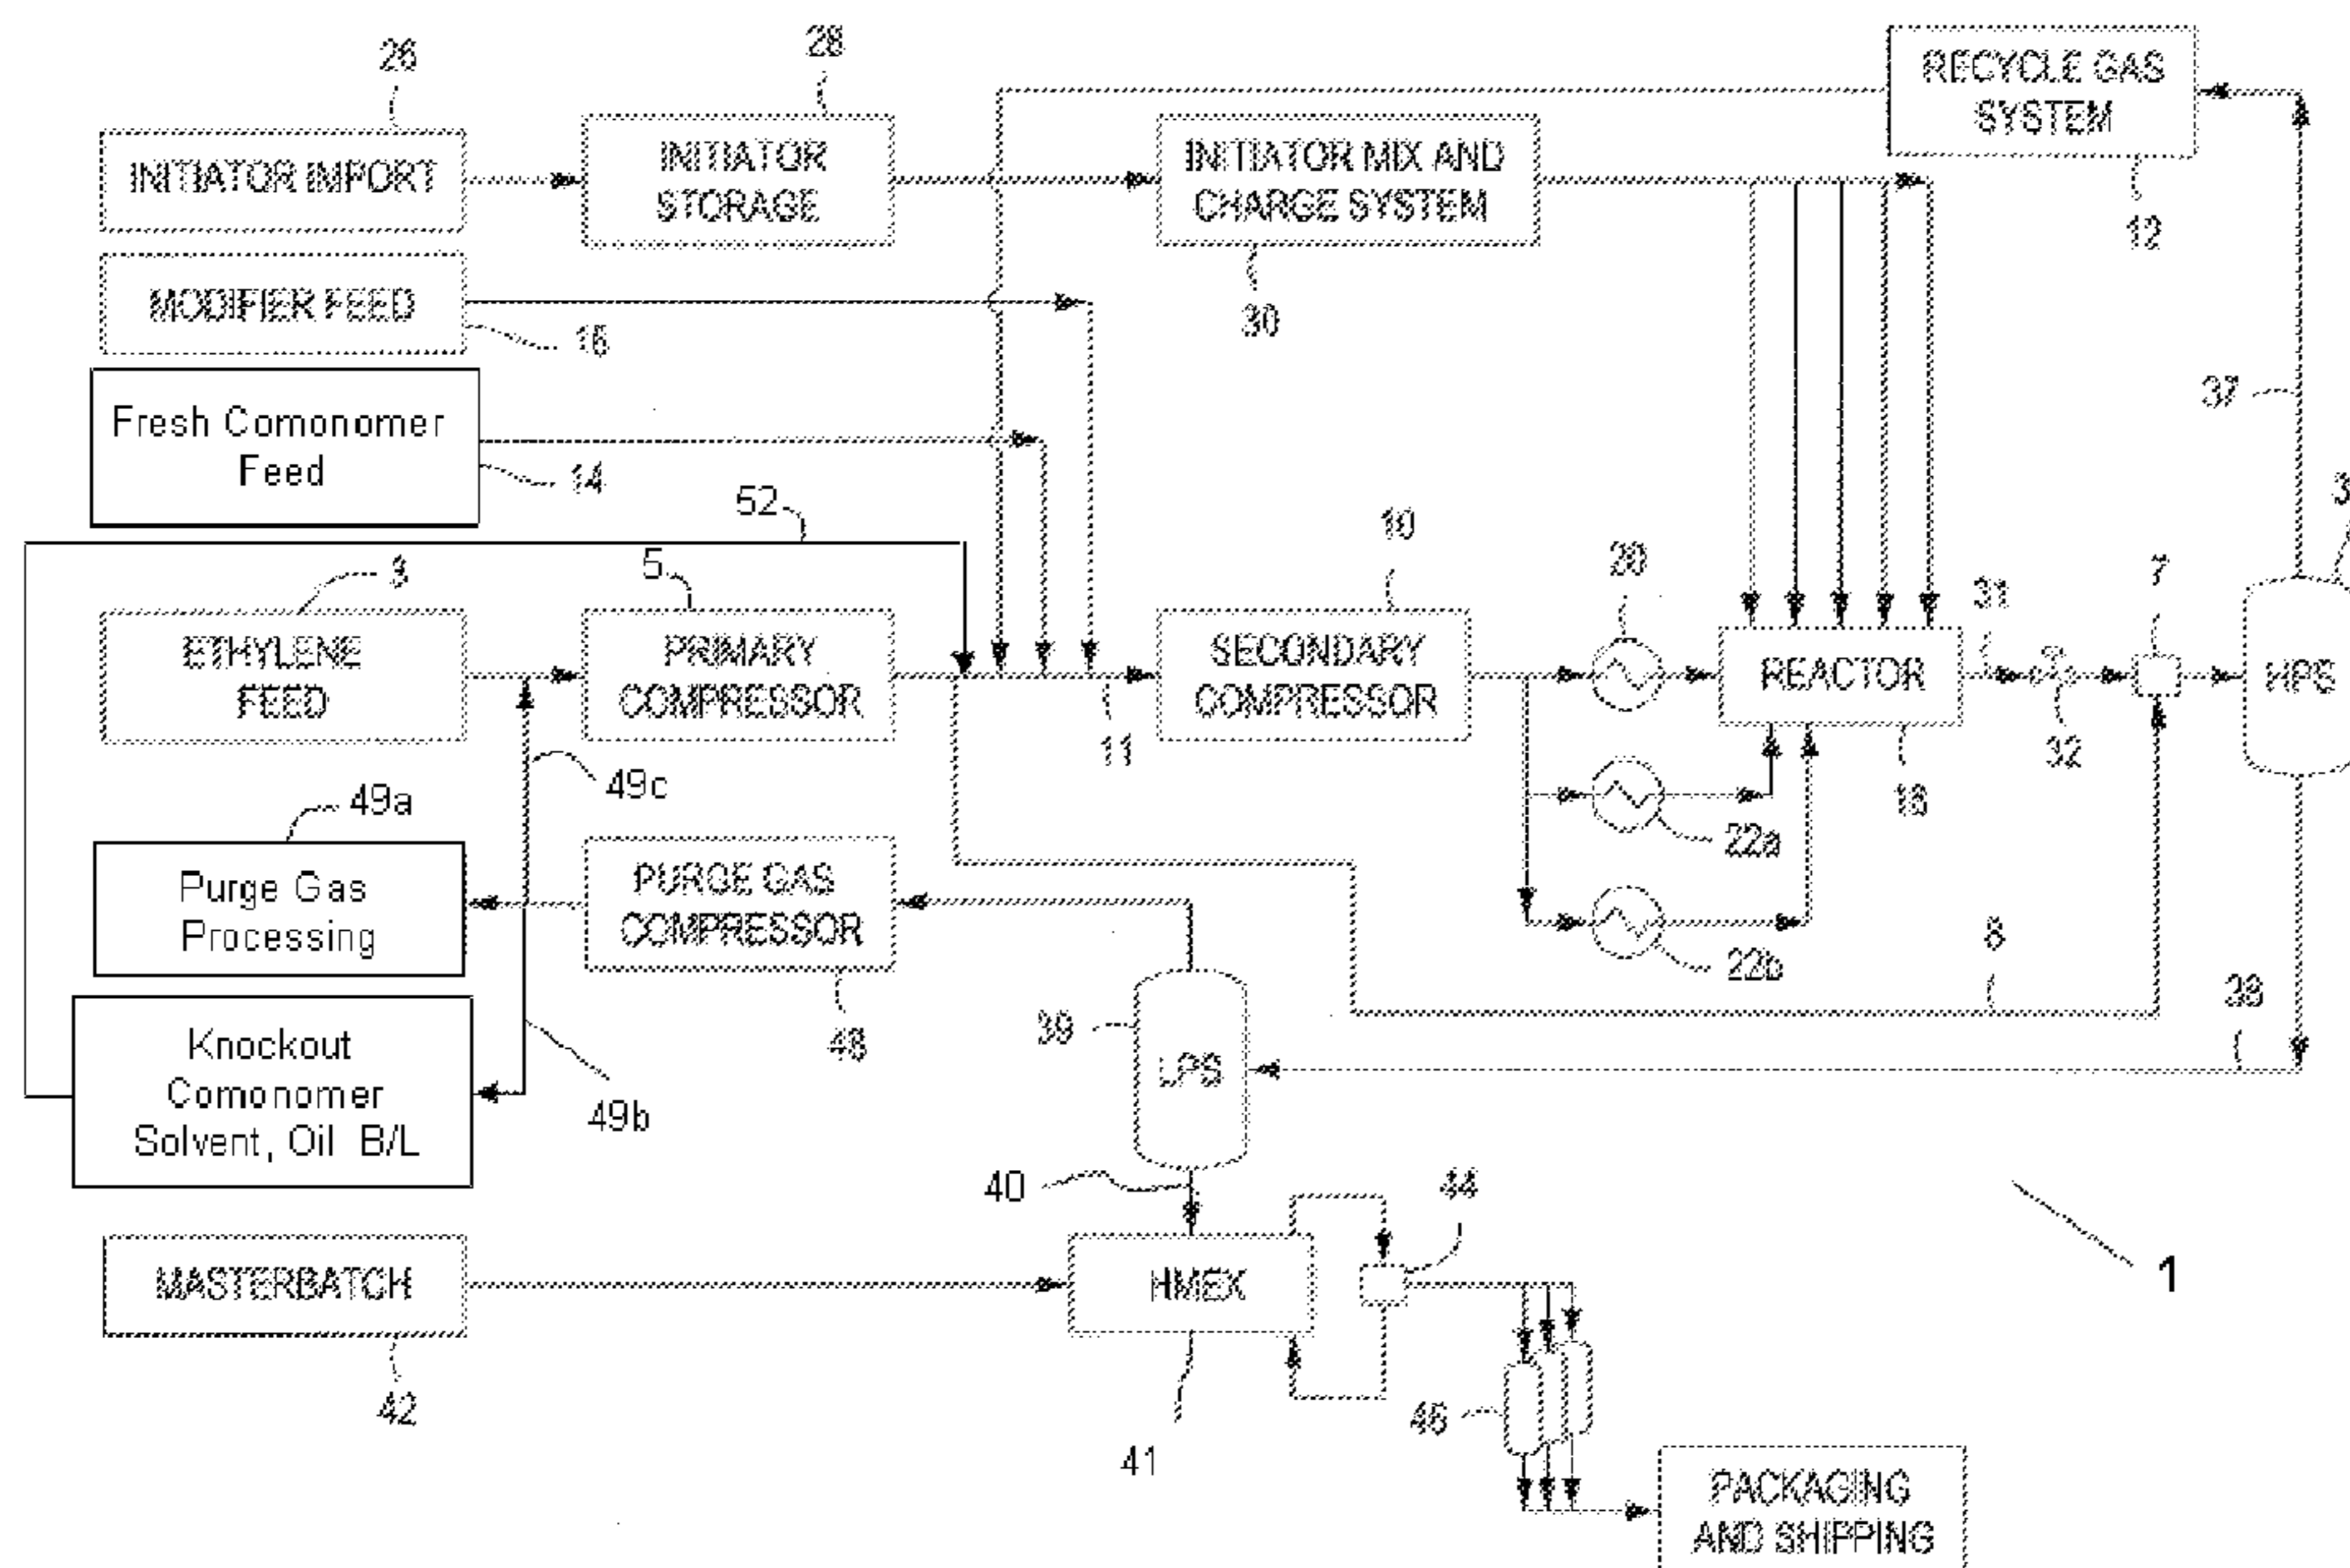 26
28
RECYCLE GAS
SYSTEM
12
INITIATOR IMPORT
INITIATOR
STORAGE
INITIATOR MIX AND
CHARGE SYSTEM
30
MODIFIER FEED
16
37
Fresh Comonomer
Feed
14
52
10
20
3
5
31
7
3
ETHYLENE
FEED
PRIMARY
COMPRESSOR
11
SECONDARY
COMPRESSOR
REACTOR
18
32
HPS
49c
49a
22a
Purge Gas
Processing
PURGE GAS
COMPRESSOR
48
22b
8
38
39
LPS
Knockout
Comonomer
Solvent, Oil B/L
49b
40
44
1
MASTERBATCH
42
HMEX
41
46
PACKAGING
AND SHIPPING